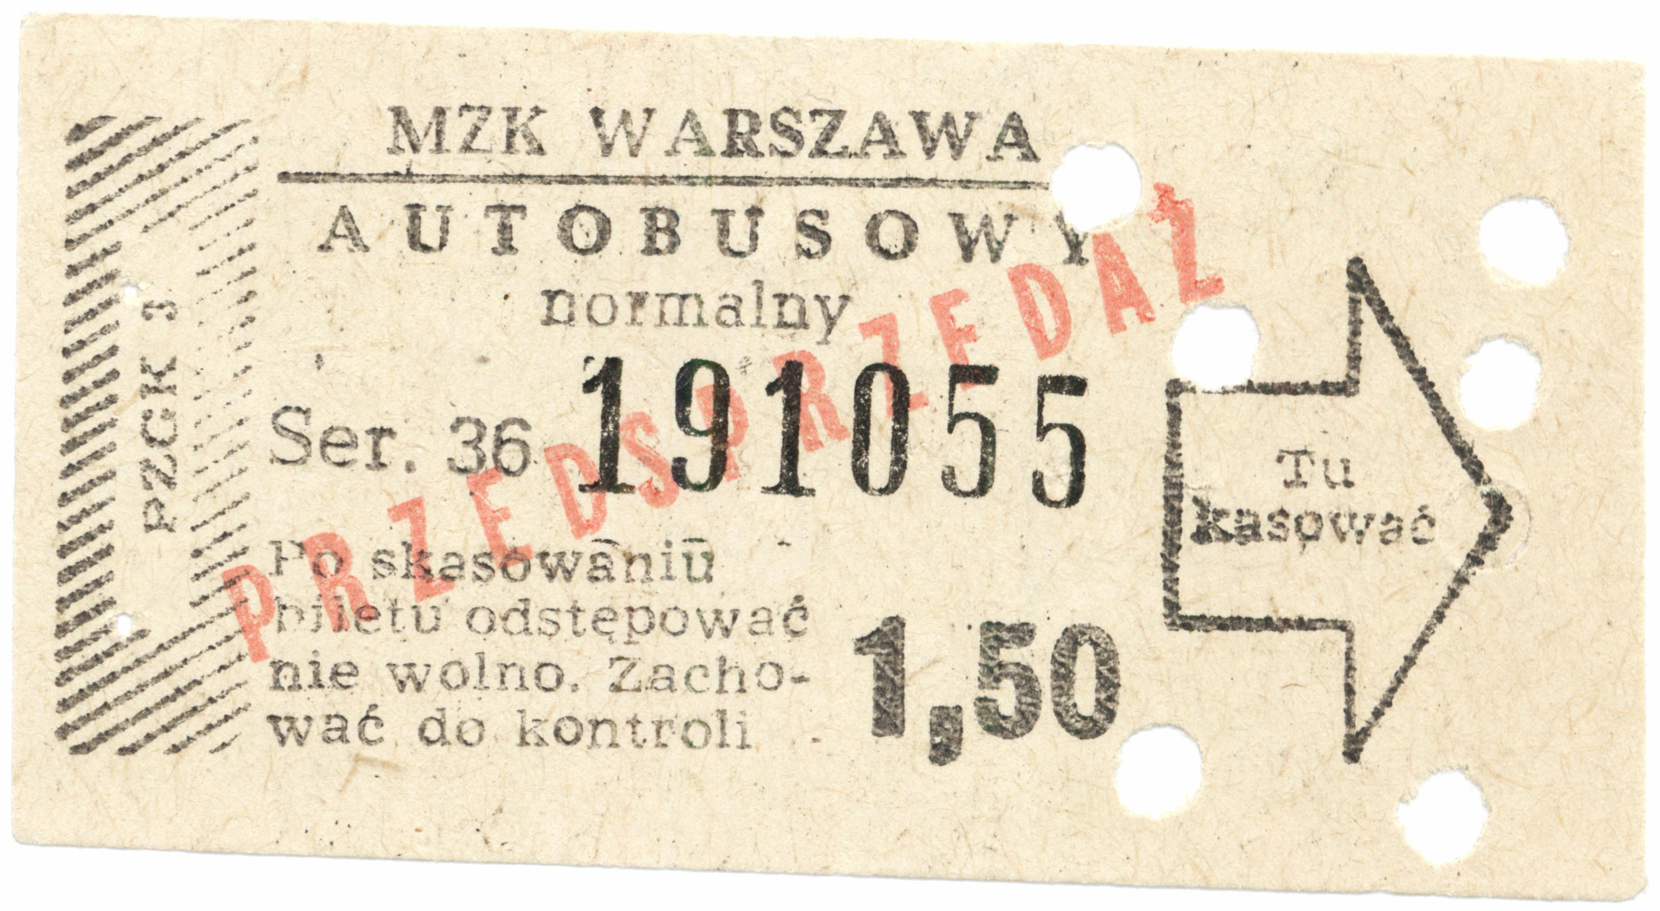 MZK WARSZAWA
AUTOBUSOWY
normalny
Ser. 36 191055
PRZEDSPRZEDAŻ
Po skasowaniu
biletu odstępować
nie wolno. Zacho-
wać do kontroli
1,50
Tu
kasować
PZGK 3